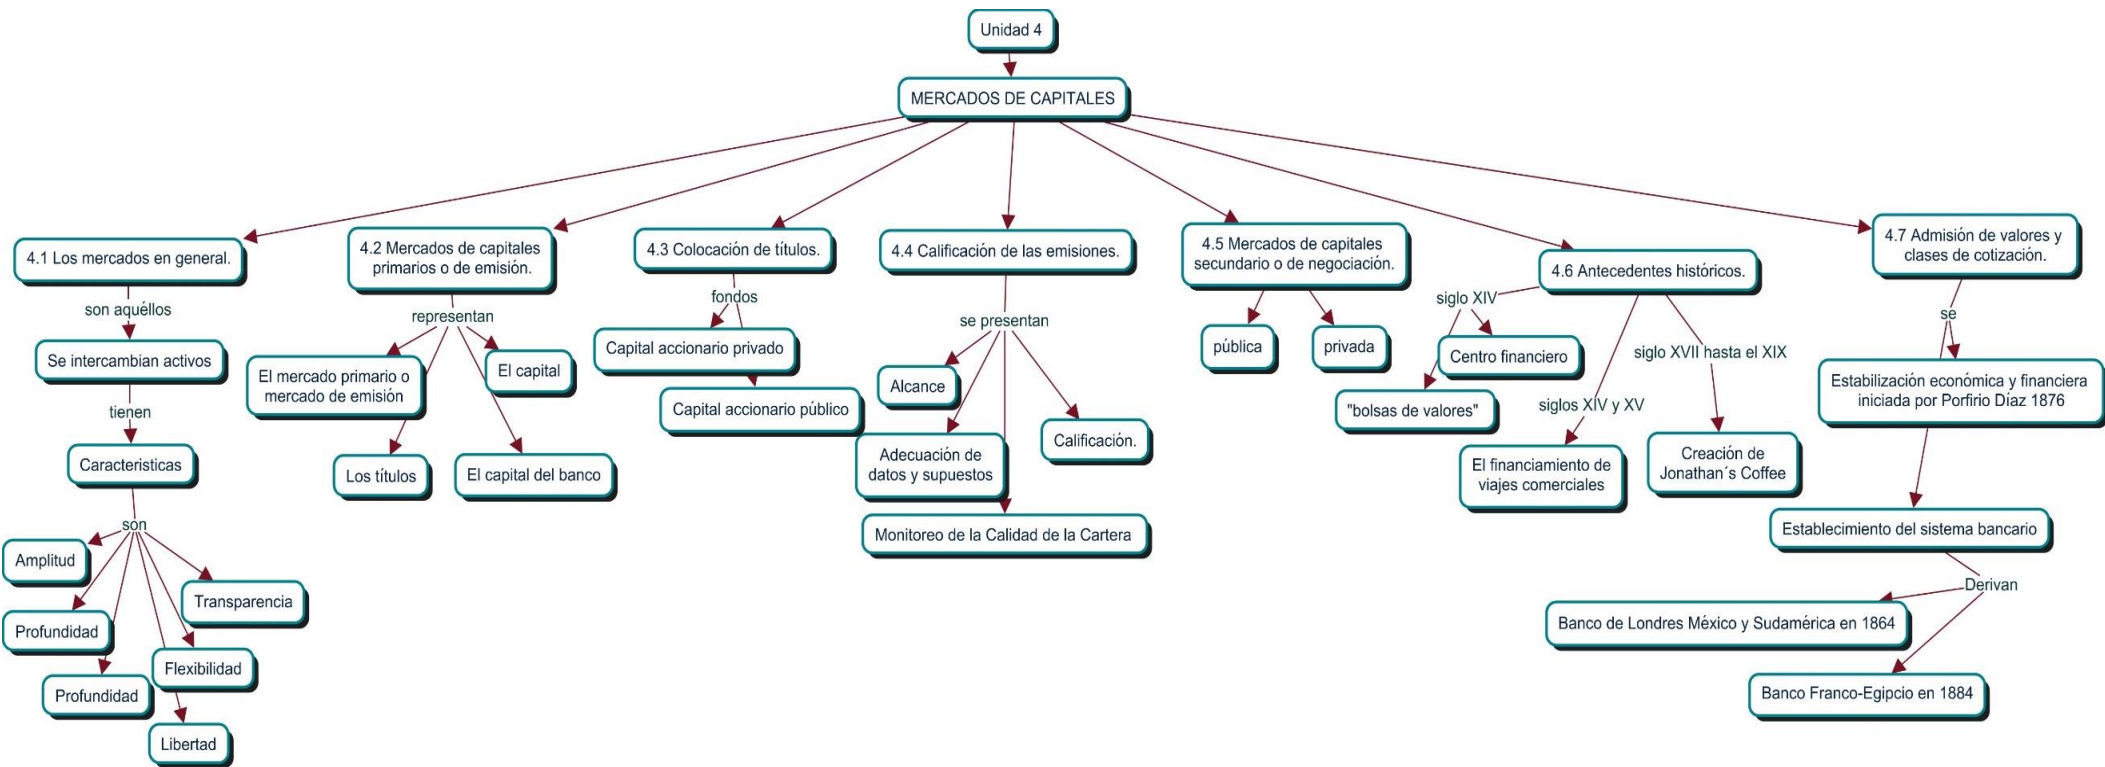 Unidad 4
MERCADOS DE CAPITALES
4.1 Los mercados en general.
son aquéllos
Se intercambian activos
tienen
Caracteristicas
son
Amplitud
Profundidad
Profundidad
Transparencia
Flexibilidad
Libertad
4.2 Mercados de capitales
primarios o de emisión.
representan
El mercado primario o
mercado de emisión
El capital
Los títulos
El capital del banco
4.3 Colocación de títulos.
fondos
Capital accionario privado
Capital accionario público
4.4 Calificación de las emisiones.
se presentan
Alcance
Adecuación de
datos y supuestos
Calificación.
Monitoreo de la Calidad de la Cartera
4.5 Mercados de capitales
secundario o de negociación.
pública
privada
4.6 Antecedentes históricos.
siglo XIV
Centro financiero
"bolsas de valores"
siglos XIV y XV
El financiamiento de
viajes comerciales
siglo XVII hasta el XIX
Creación de
Jonathan´s Coffee
4.7 Admisión de valores y
clases de cotización.
se
Estabilización económica y financiera
iniciada por Porfirio Díaz 1876
Establecimiento del sistema bancario
Derivan
Banco de Londres México y Sudamérica en 1864
Banco Franco-Egipcio en 1884